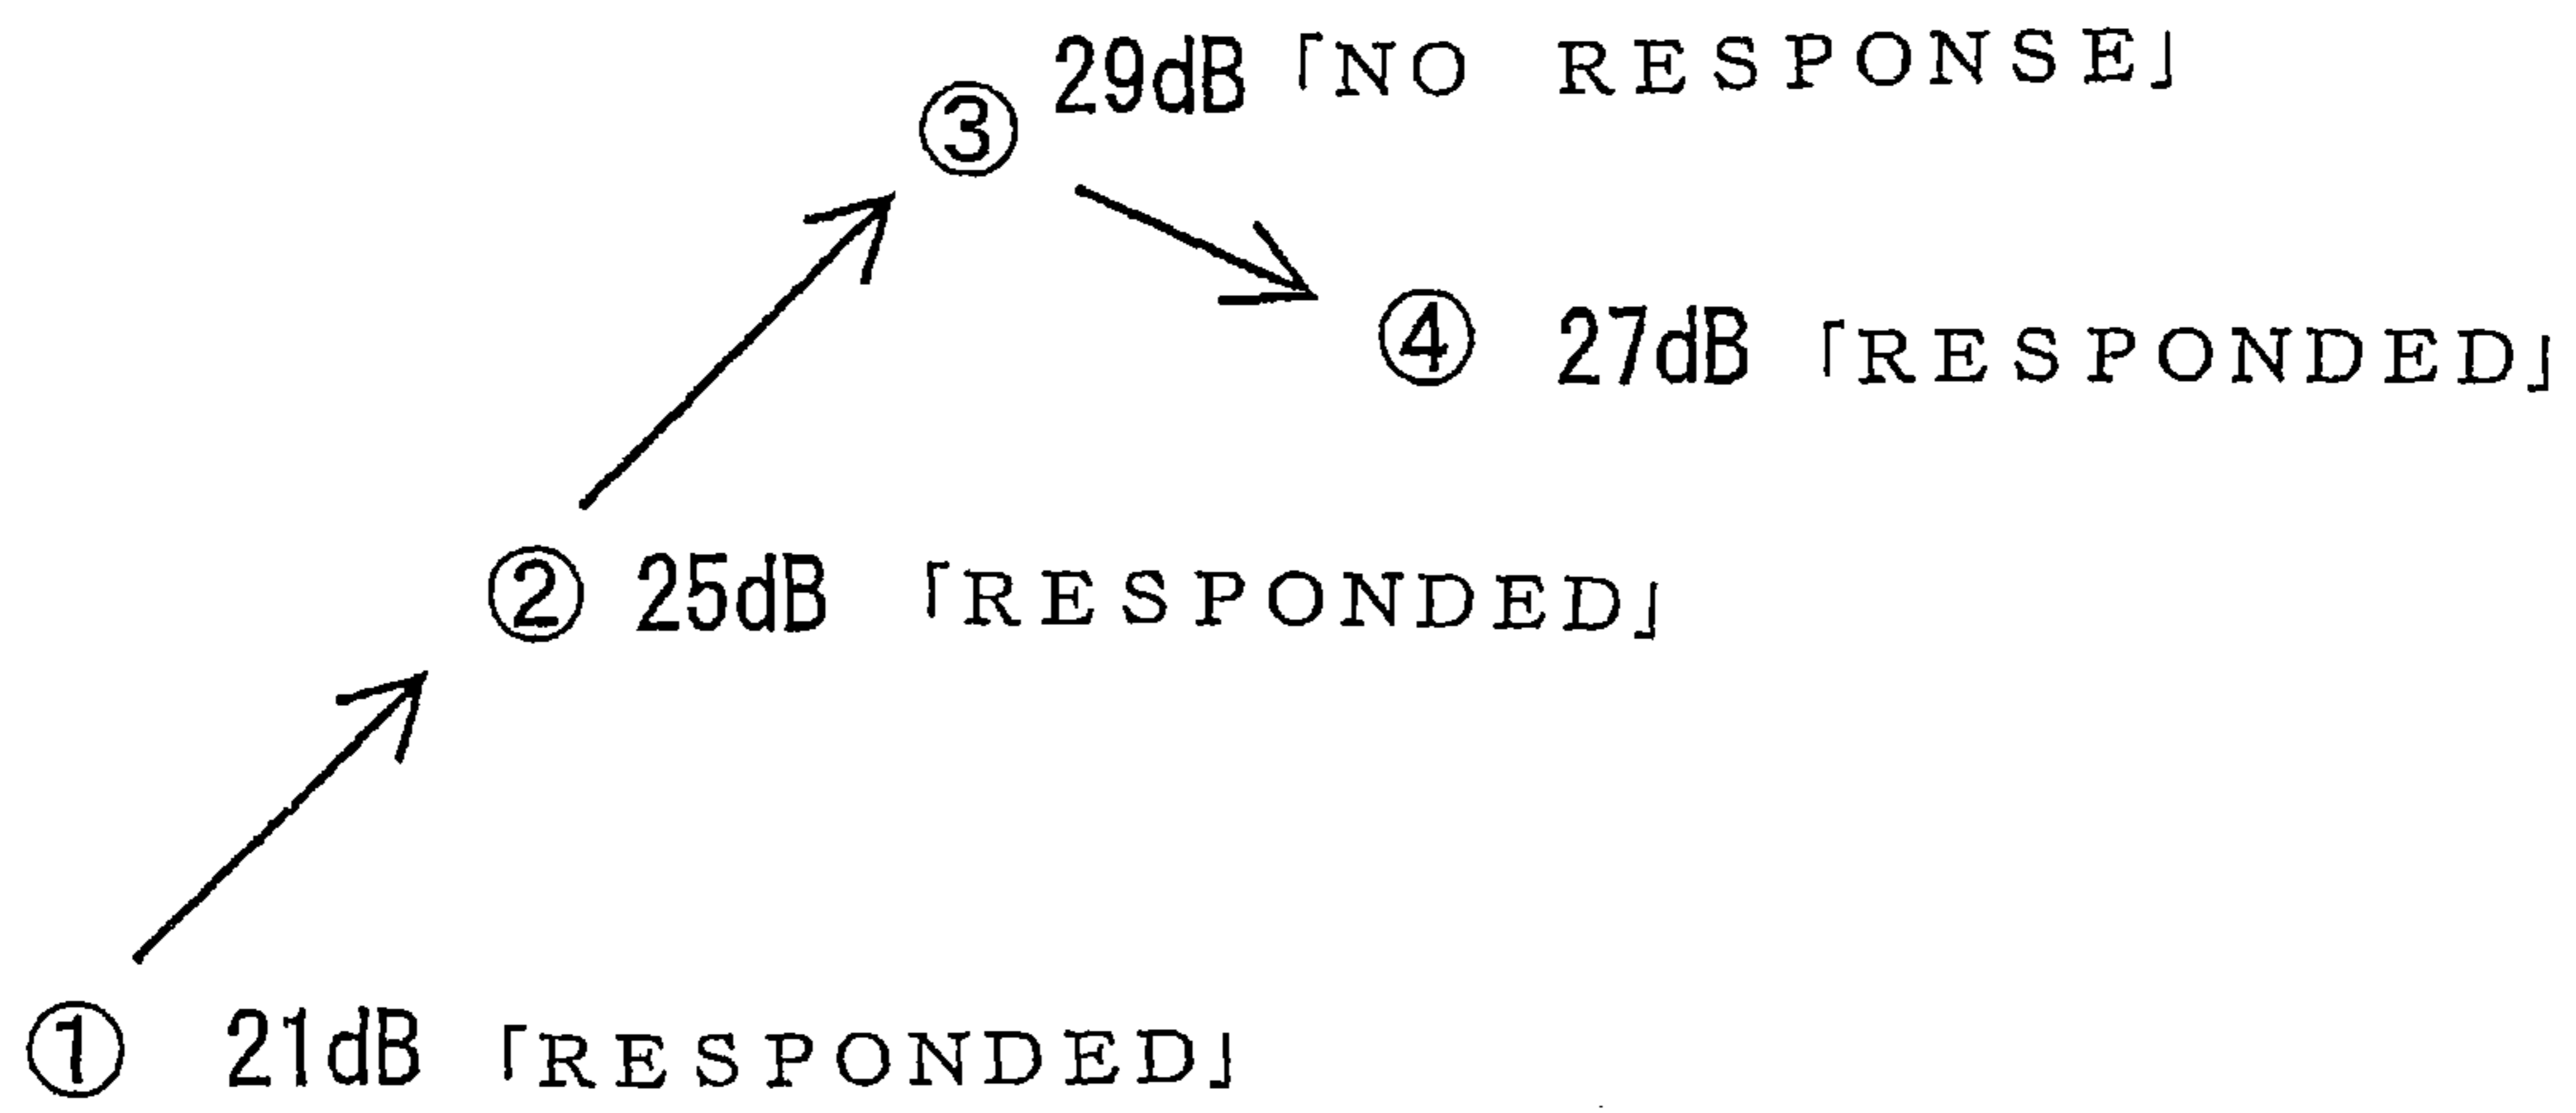 ③ 29dB「NO RESPONSE」
④ 27dB「RESPONDED」
② 25dB「RESPONDED」
① 21dB「RESPONDED」